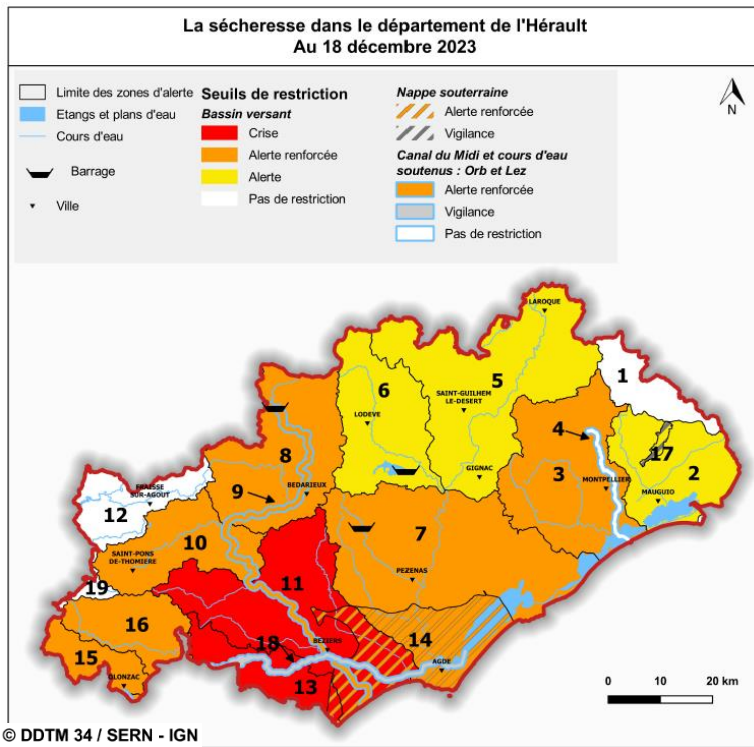 La sécheresse dans le département de l'Hérault
Au 18 décembre 2023
Limite des zones d'alerte
Etangs et plans d'eau
Cours d'eau
Barrage
Ville
Seuils de restriction
Bassin versant
Crise
Alerte renforcée
Alerte
Pas de restriction
Nappe souterraine
Alerte renforcée
Vigilance
Canal du Midi et cours d'eau
soutenus : Orb et Lez
Alerte renforcée
Vigilance
Pas de restriction
N
LAROQUE
1
5
6
SAINT-GUILHEM
LE-DESERT
LODEVE
4
17
8
GIGNAC
3
2
MONTPELLIER
MAUGUIO
9
BEDARIEUX
FRAISSE
SUR-AGOUT
12
7
10
SAINT-PONS
DE-THOMIERE
PEZENAS
11
19
16
14
BEZIERS
18
15
AGDE
13
OLONZAC
0 10 20 km
© DDTM 34 / SERN - IGN